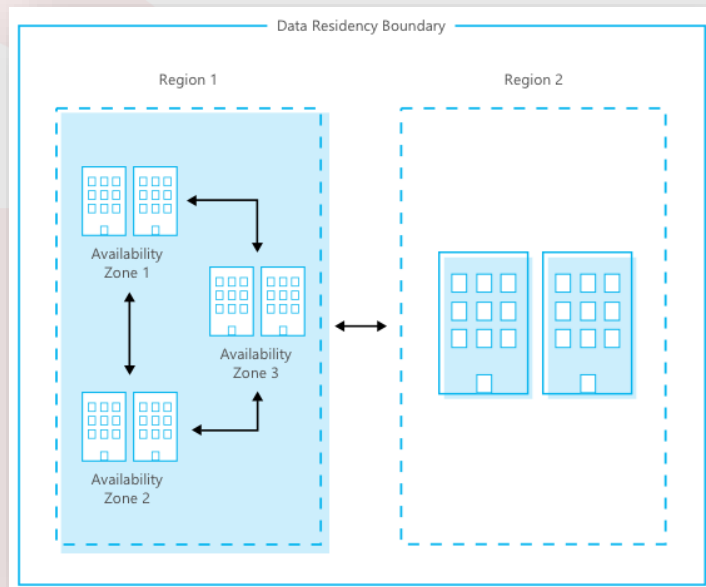 Data Residency Boundary
Region 1
Region 2
Availability
Zone 1
Availability
Zone 3
Availability
Zone 2